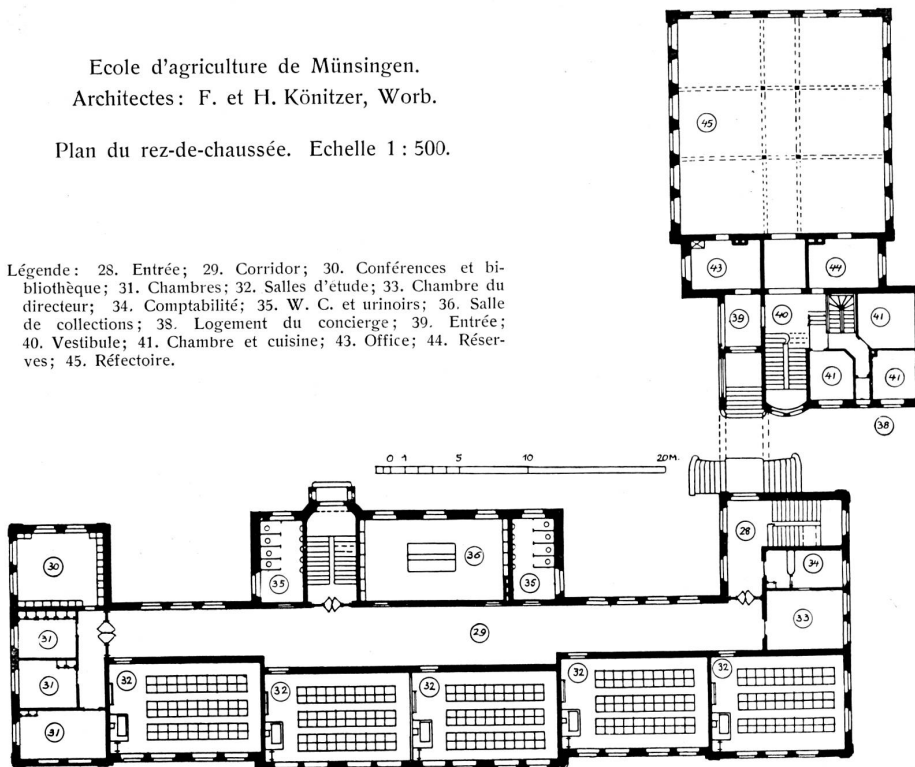 Ecole d'agriculture de Münsingen.
Architectes: F. et H. Könitzer, Worb.
Plan du rez-de-chaussée. Echelle 1 : 500.
Légende: 28. Entrée; 29. Corridor; 30. Conférences et bi-
bliothèque; 31. Chambres; 32. Salles d'étude; 33. Chambre du
directeur; 34. Comptabilité; 35. W. C. et urinoirs; 36. Salle
de collections; 38. Logement du concierge; 39. Entrée;
40. Vestibule; 41. Chambre et cuisine; 43. Office; 44. Réser-
ves; 45. Réfectoire.
45
43
44
39
40
41
41
41
38
0 1 5 10 20 M.
28
34
33
30
35
36
35
29
31
31
31
32
32
32
32
32